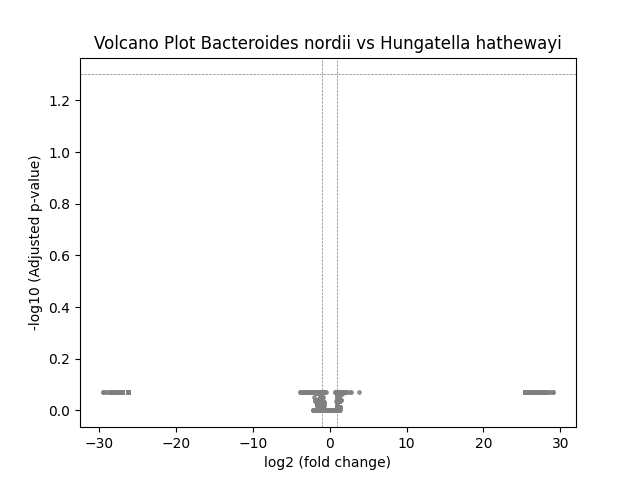 Volcano Plot Bacteroides nordii vs Hungatella hathewayi
-log10 (Adjusted p-value)
1.2
1.0
0.8
0.6
0.4
0.2
0.0
−30 −20 −10 0 10 20 30
log2 (fold change)